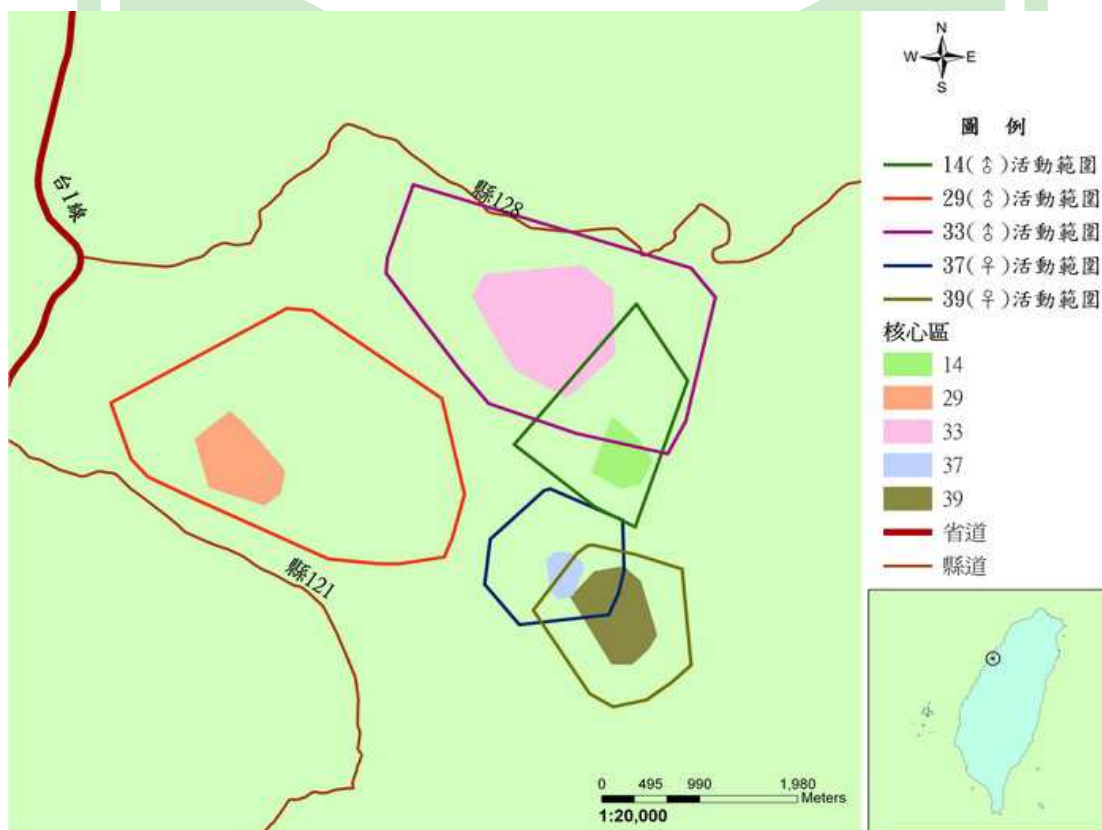 N
W E
S
圖 例
14(♂)活動範圍
29(♂)活動範圍
33(♂)活動範圍
37(♀)活動範圍
39(♀)活動範圍
核心區
14
29
33
37
39
省道
縣道
台1線
縣128
縣121
0 495 990 1,980
Meters
1:20,000